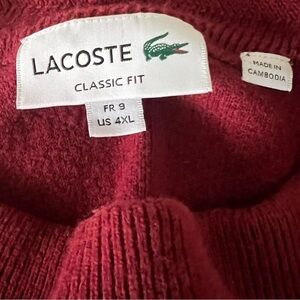 LACOSTE
CLASSIC FIT
FR 9
US 4XL
MADE IN
CAMBODIA